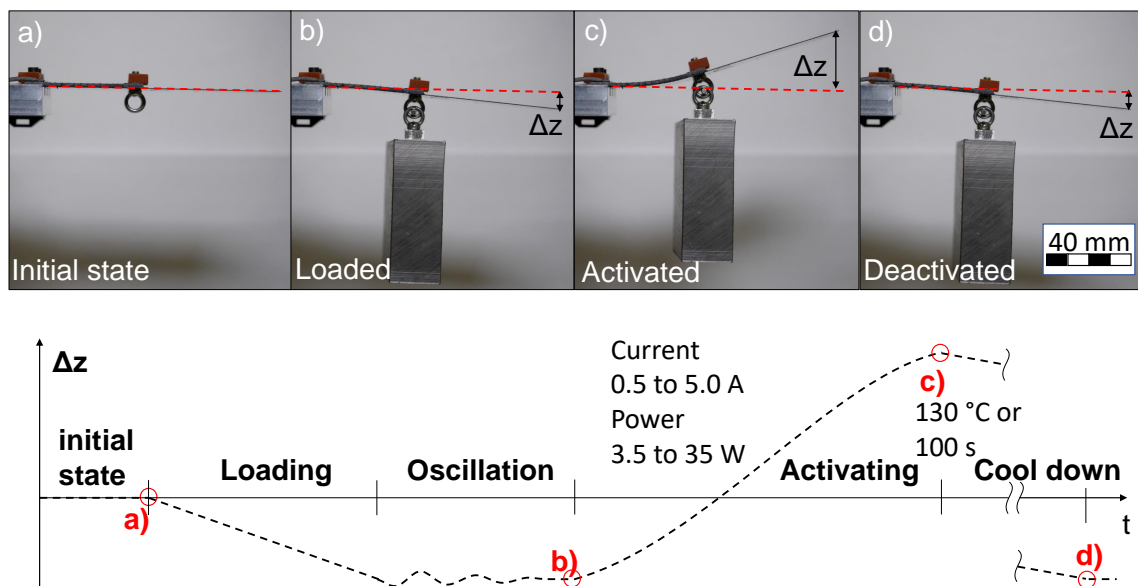 a)
b)
c)
d)
Δz
Δz
Δz
Initial state
Loaded
Activated
Deactivated
40 mm
Δz
Current
0.5 to 5.0 A
Power
3.5 to 35 W
c)
130 °C or
100 s
initial
state
Loading
Oscillation
Activating
Cool down
a)
b)
d)
t